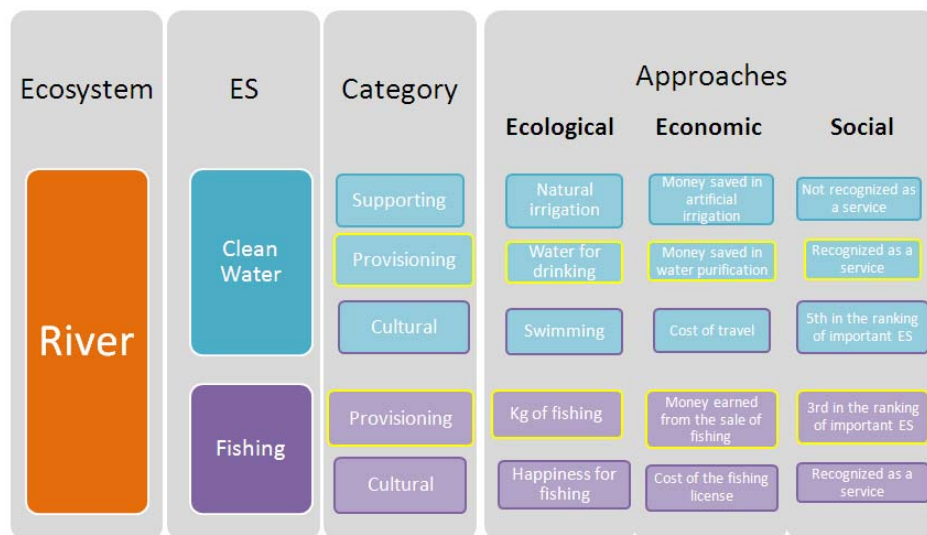 Ecosystem
ES
Category
Approaches
Ecological
Economic
Social
River
Clean
Water
Supporting
Natural
irrigation
Money saved in
artificial
irrigation
Not recognized as
a service
Provisioning
Water for
drinking
Money saved in
water purification
Recognized as a
service
Cultural
Swimming
Cost of travel
5th in the ranking
of important ES
Fishing
Provisioning
Kg of fishing
Money earned
from the sale of
fishing
3rd in the ranking
of important ES
Cultural
Happiness for
fishing
Cost of the fishing
license
Recognized as a
service